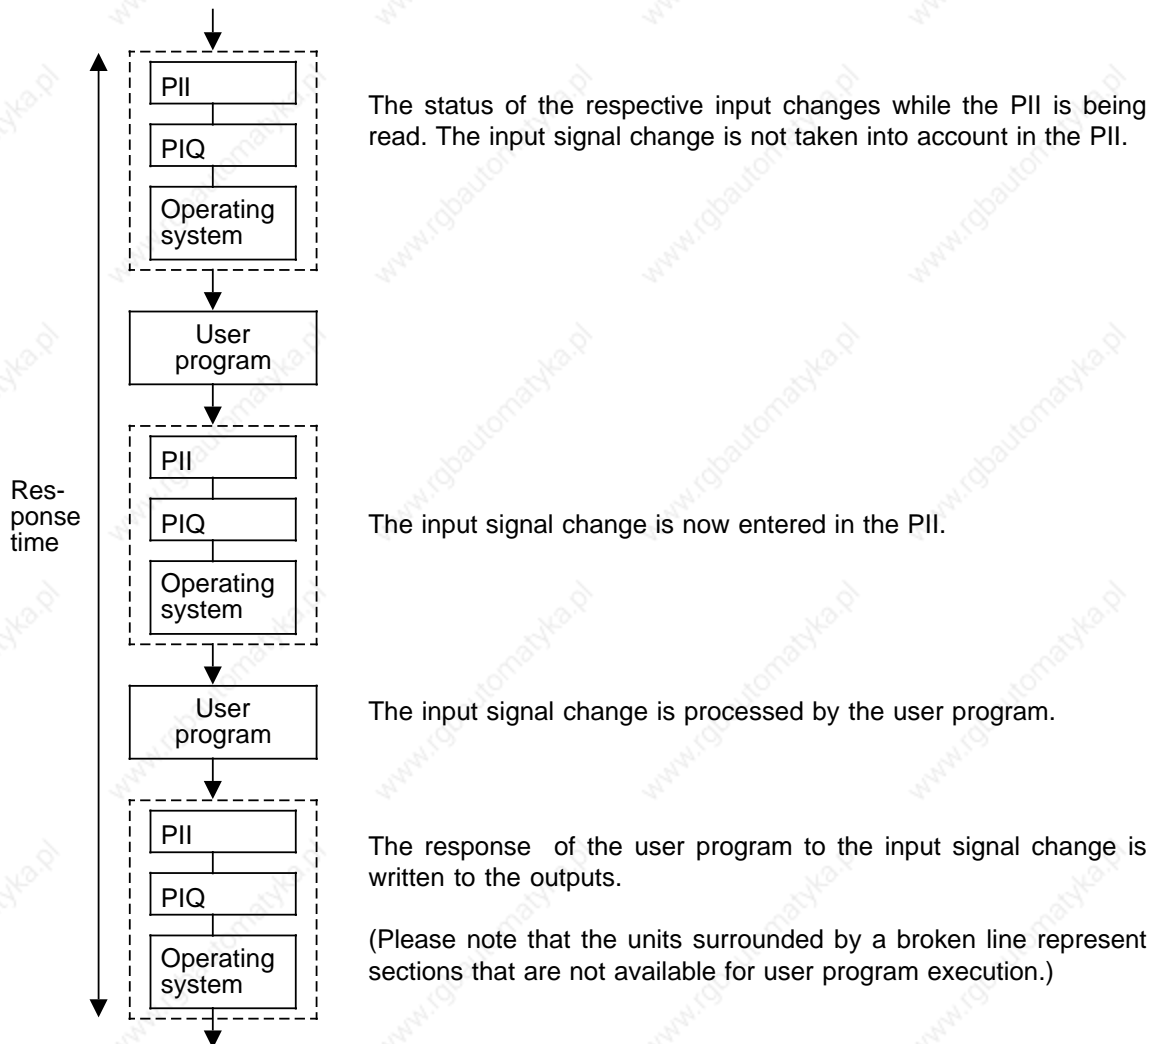 PII
The status of the respective input changes while the PII is being
read. The input signal change is not taken into account in the PII.
PIQ
Operating
system
User
program
PII
Res-
ponse
time
PIQ
The input signal change is now entered in the PII.
Operating
system
User
program
The input signal change is processed by the user program.
PII
The response of the user program to the input signal change is
written to the outputs.
PIQ
Operating
system
(Please note that the units surrounded by a broken line represent
sections that are not available for user program execution.)
www.rgbautomatyka.pl